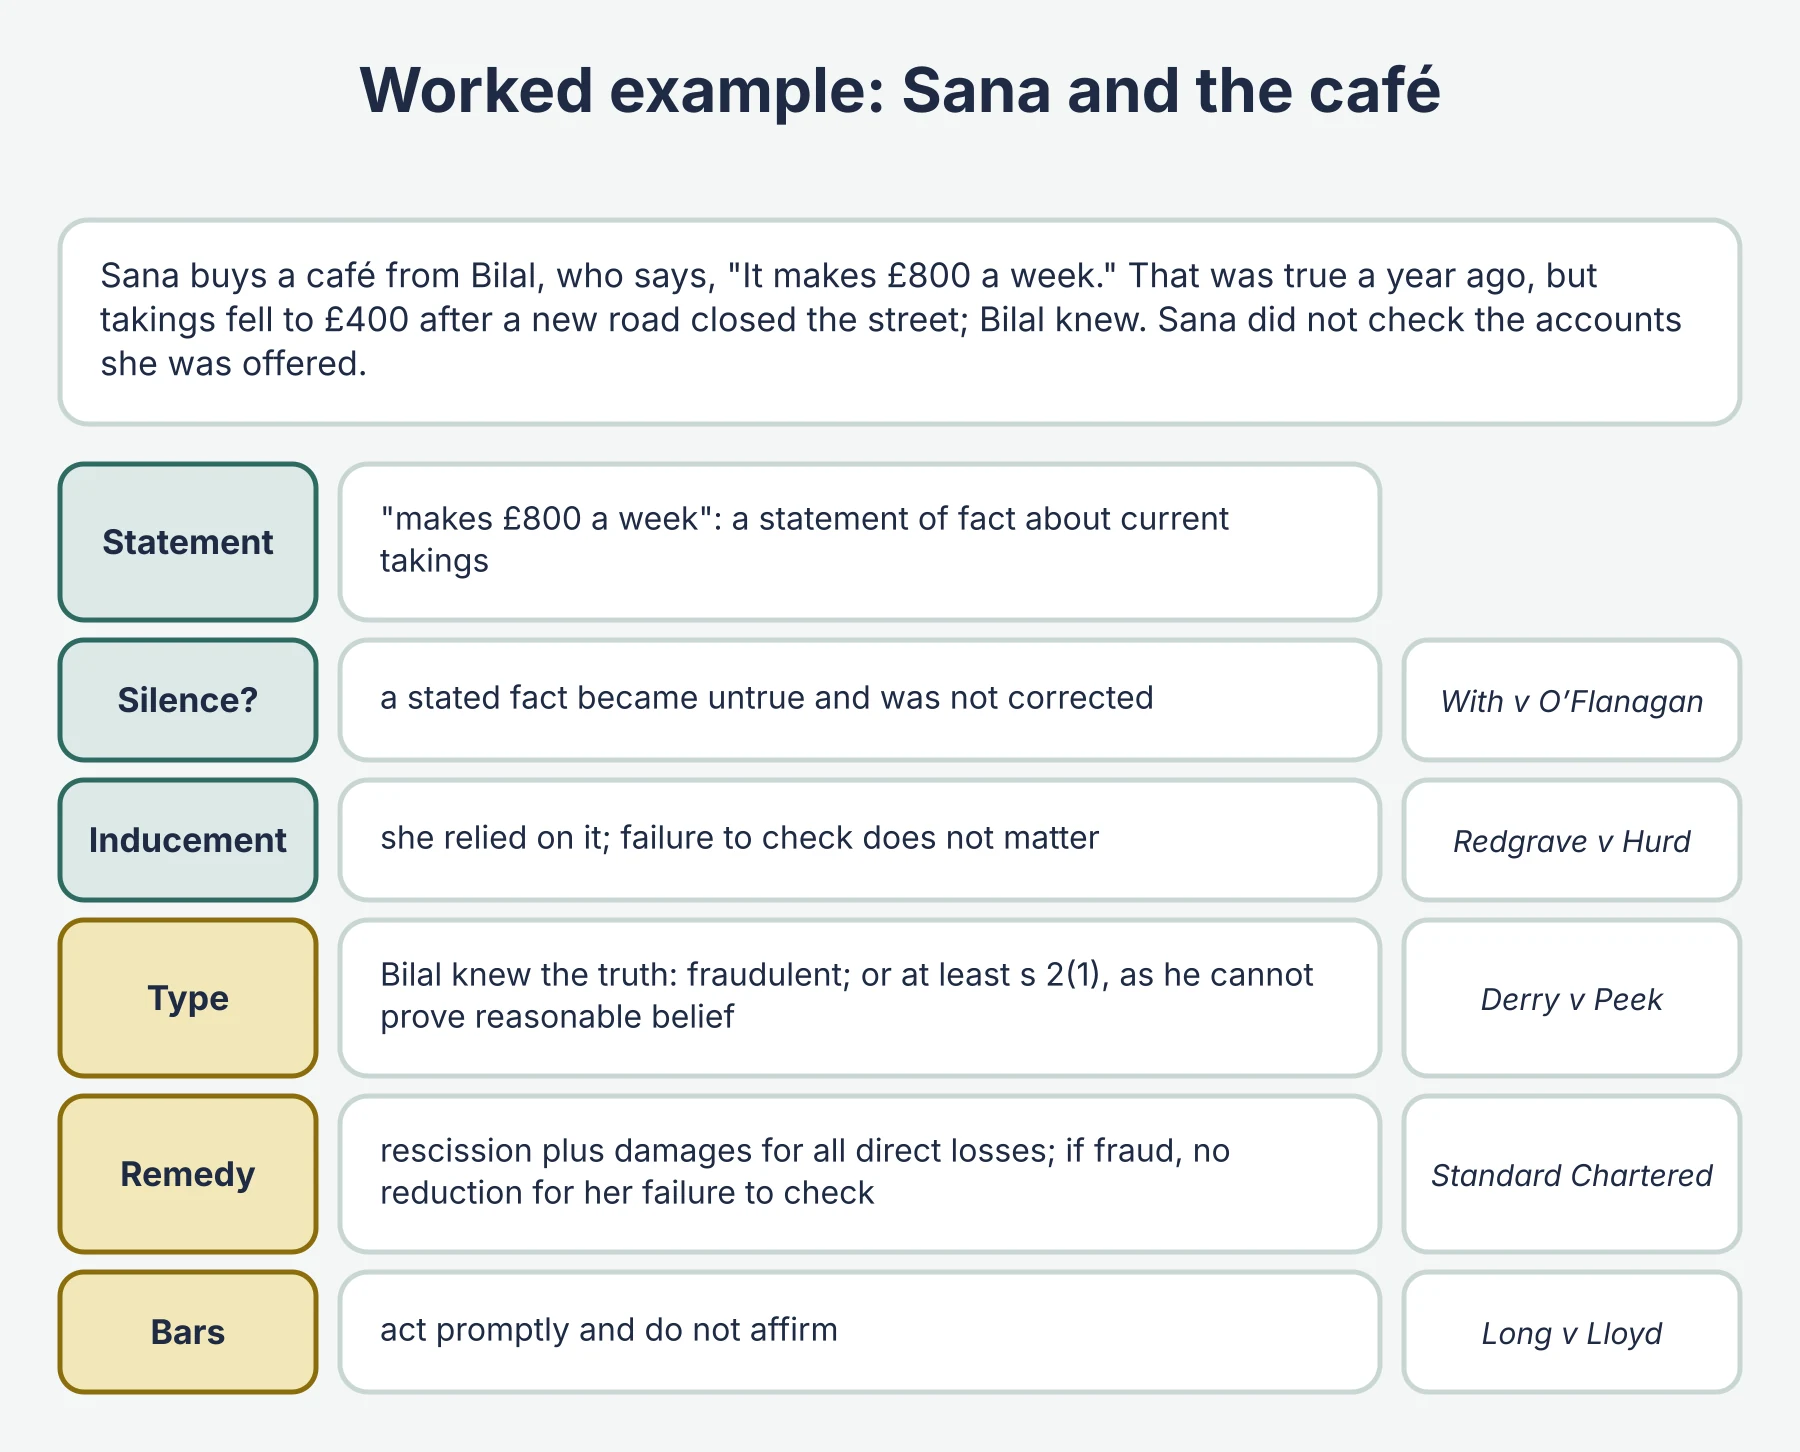 Worked example: Sana and the café
Sana buys a café from Bilal, who says, "It makes £800 a week." That was true a year ago, but
takings fell to £400 after a new road closed the street; Bilal knew. Sana did not check the accounts
she was offered.
Statement
"makes £800 a week": a statement of fact about current
takings
Silence?
a stated fact became untrue and was not corrected
With v O’Flanagan
Inducement
she relied on it; failure to check does not matter
Redgrave v Hurd
Type
Bilal knew the truth: fraudulent; or at least s 2(1), as he cannot
prove reasonable belief
Derry v Peek
Remedy
rescission plus damages for all direct losses; if fraud, no
reduction for her failure to check
Standard Chartered
Bars
act promptly and do not affirm
Long v Lloyd